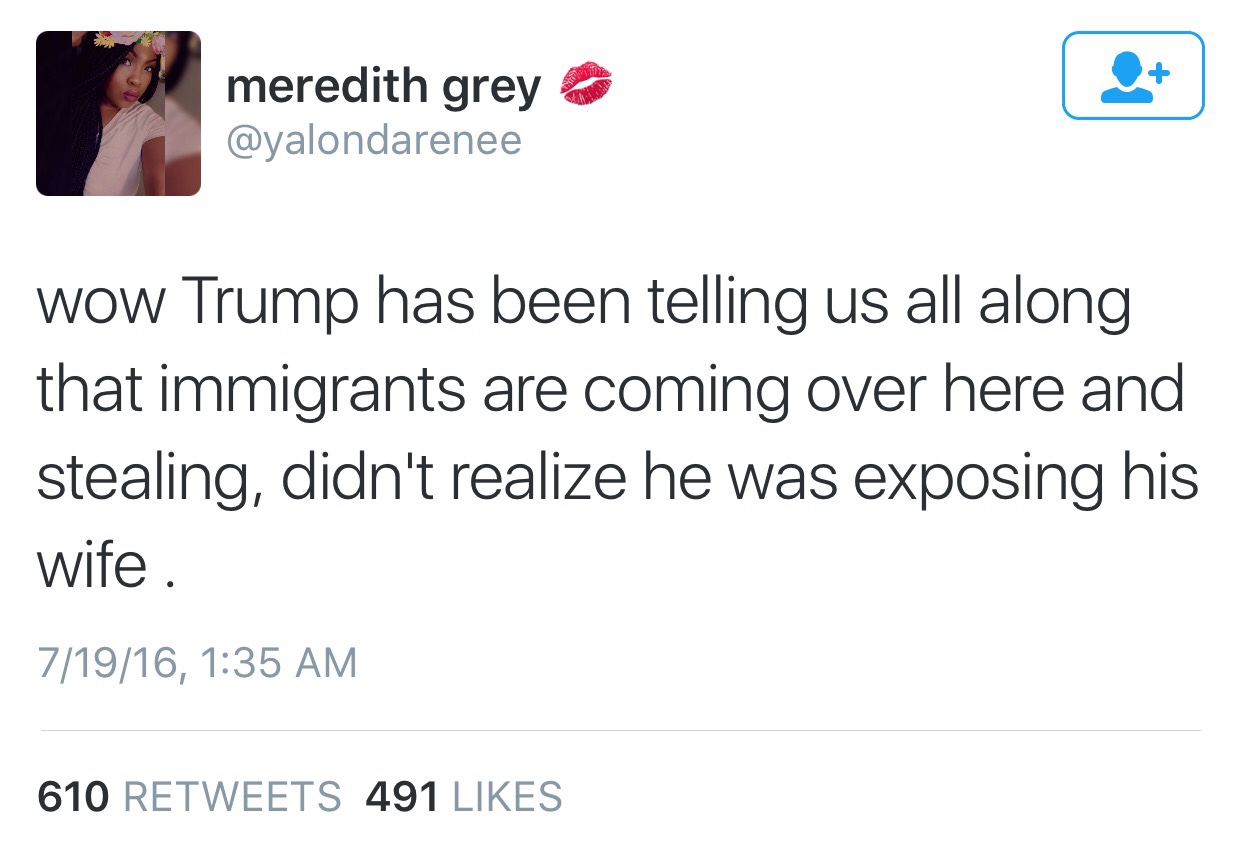 meredith grey 💋
@yalondarenee
wow Trump has been telling us all along
that immigrants are coming over here and
stealing, didn't realize he was exposing his
wife .
7/19/16, 1:35 AM
610 RETWEETS 491 LIKES